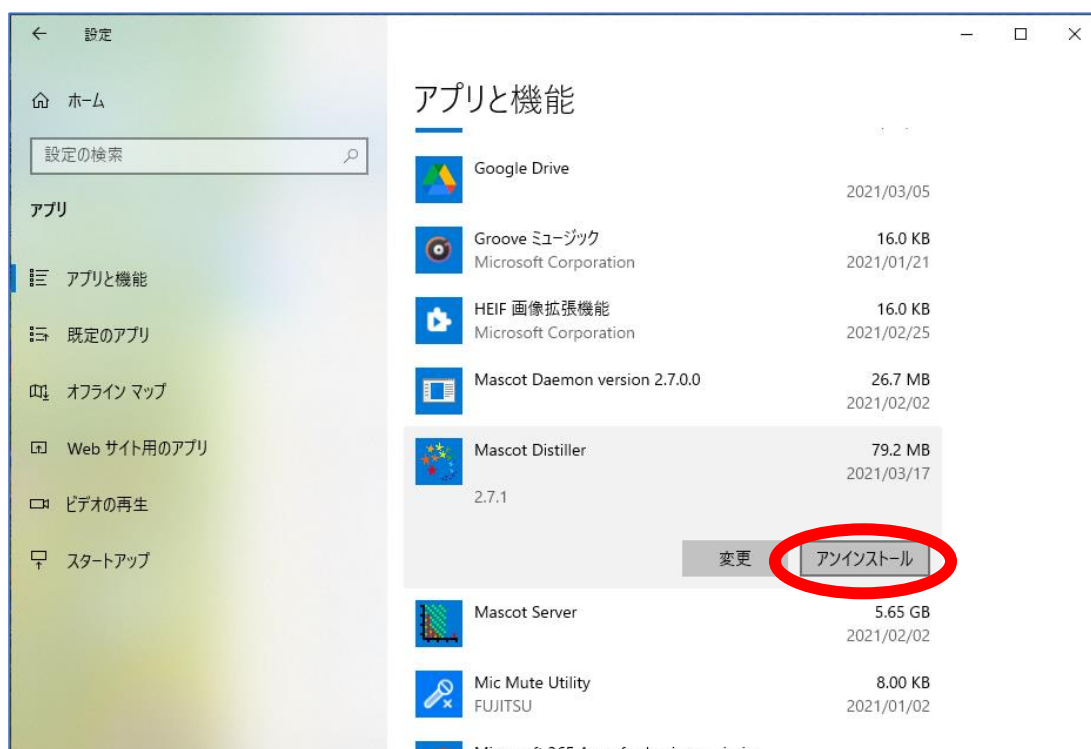 設定
ホーム
設定の検索
アプリ
アプリと機能
既定のアプリ
オフライン マップ
Web サイト用のアプリ
ビデオの再生
スタートアップ
アプリと機能
Google Drive
2021/03/05
Groove ミュージック 16.0 KB
Microsoft Corporation 2021/01/21
HEIF 画像拡張機能 16.0 KB
Microsoft Corporation 2021/02/25
Mascot Daemon version 2.7.0.0 26.7 MB
2021/02/02
Mascot Distiller 79.2 MB
2021/03/17
2.7.1
変更 アンインストール
Mascot Server 5.65 GB
2021/02/02
Mic Mute Utility 8.00 KB
FUJITSU 2021/01/02